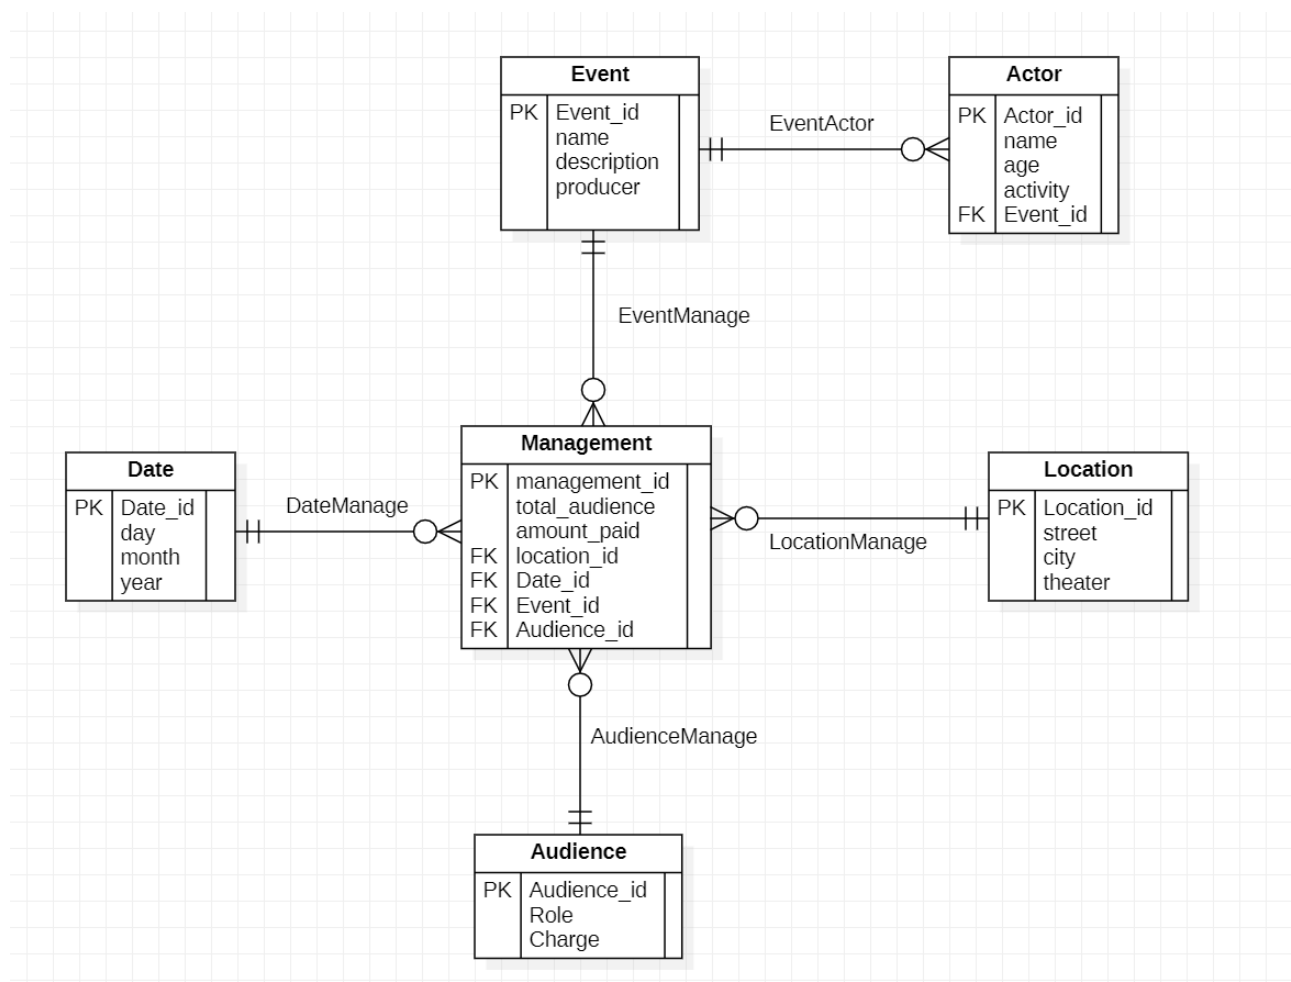 Event
PK Event_id
name
description
producer
EventActor
Actor
PK Actor_id
name
age
activity
FK Event_id
EventManage
Date
PK Date_id
day
month
year
DateManage
Management
PK management_id
total_audience
amount_paid
FK location_id
FK Date_id
FK Event_id
FK Audience_id
LocationManage
Location
PK Location_id
street
city
theater
AudienceManage
Audience
PK Audience_id
Role
Charge